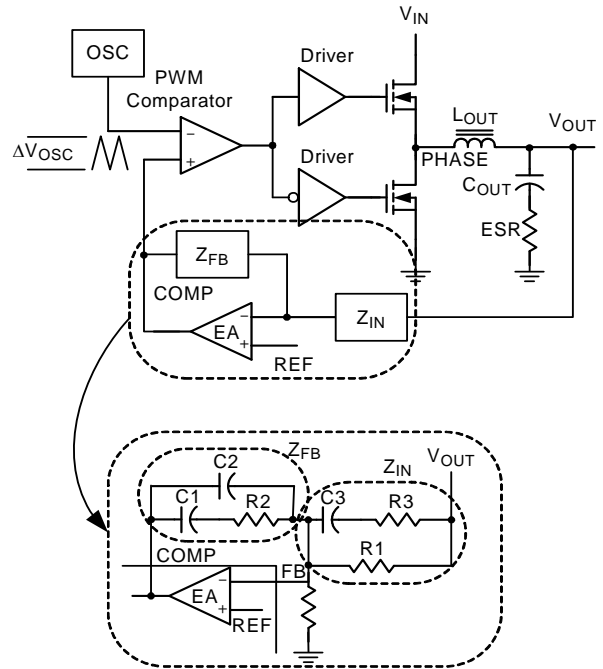 V_IN
OSC
Driver
PWM
Comparator
L_OUT
V_OUT
−
+
ΔV_OSC
PHASE
Driver
C_OUT
ESR
Z_FB
COMP
−
EA
+
Z_IN
REF
Z_FB
C2
Z_IN
V_OUT
C1
R2
C3
R3
COMP
R1
FB
−
EA
+
REF